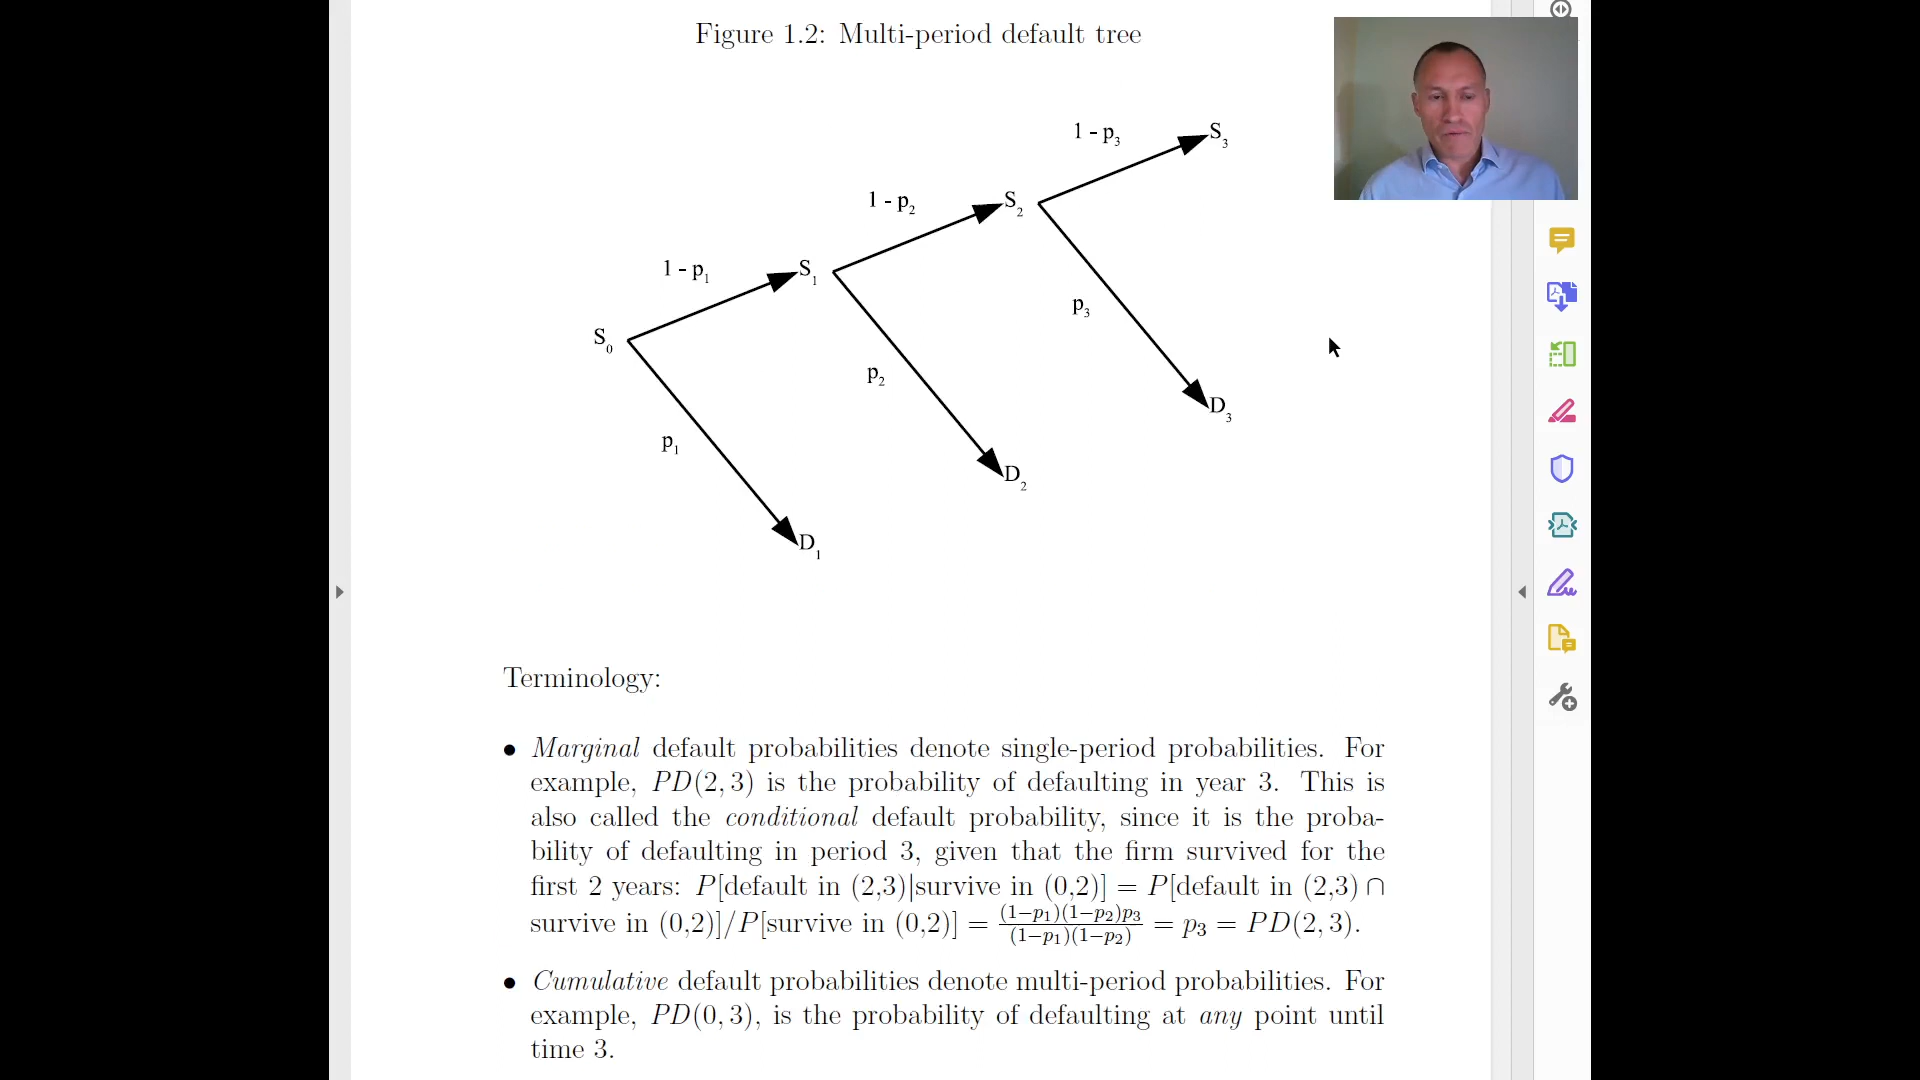 Figure 1.2: Multi-period default tree
1 - p₃
S₃
1 - p₂
S₂
1 - p₁
S₁
p₃
S₀
p₂
D₃
p₁
D₂
D₁
Terminology:
• Marginal default probabilities denote single-period probabilities. For
example, PD(2, 3) is the probability of defaulting in year 3. This is
also called the conditional default probability, since it is the proba-
bility of defaulting in period 3, given that the firm survived for the
first 2 years: P[default in (2,3)|survive in (0,2)] = P[default in (2,3) ∩
survive in (0,2)]/P[survive in (0,2)] = (1−p₁)(1−p₂)p₃ / (1−p₁)(1−p₂) = p₃ = PD(2, 3).
• Cumulative default probabilities denote multi-period probabilities. For
example, PD(0, 3), is the probability of defaulting at any point until
time 3.